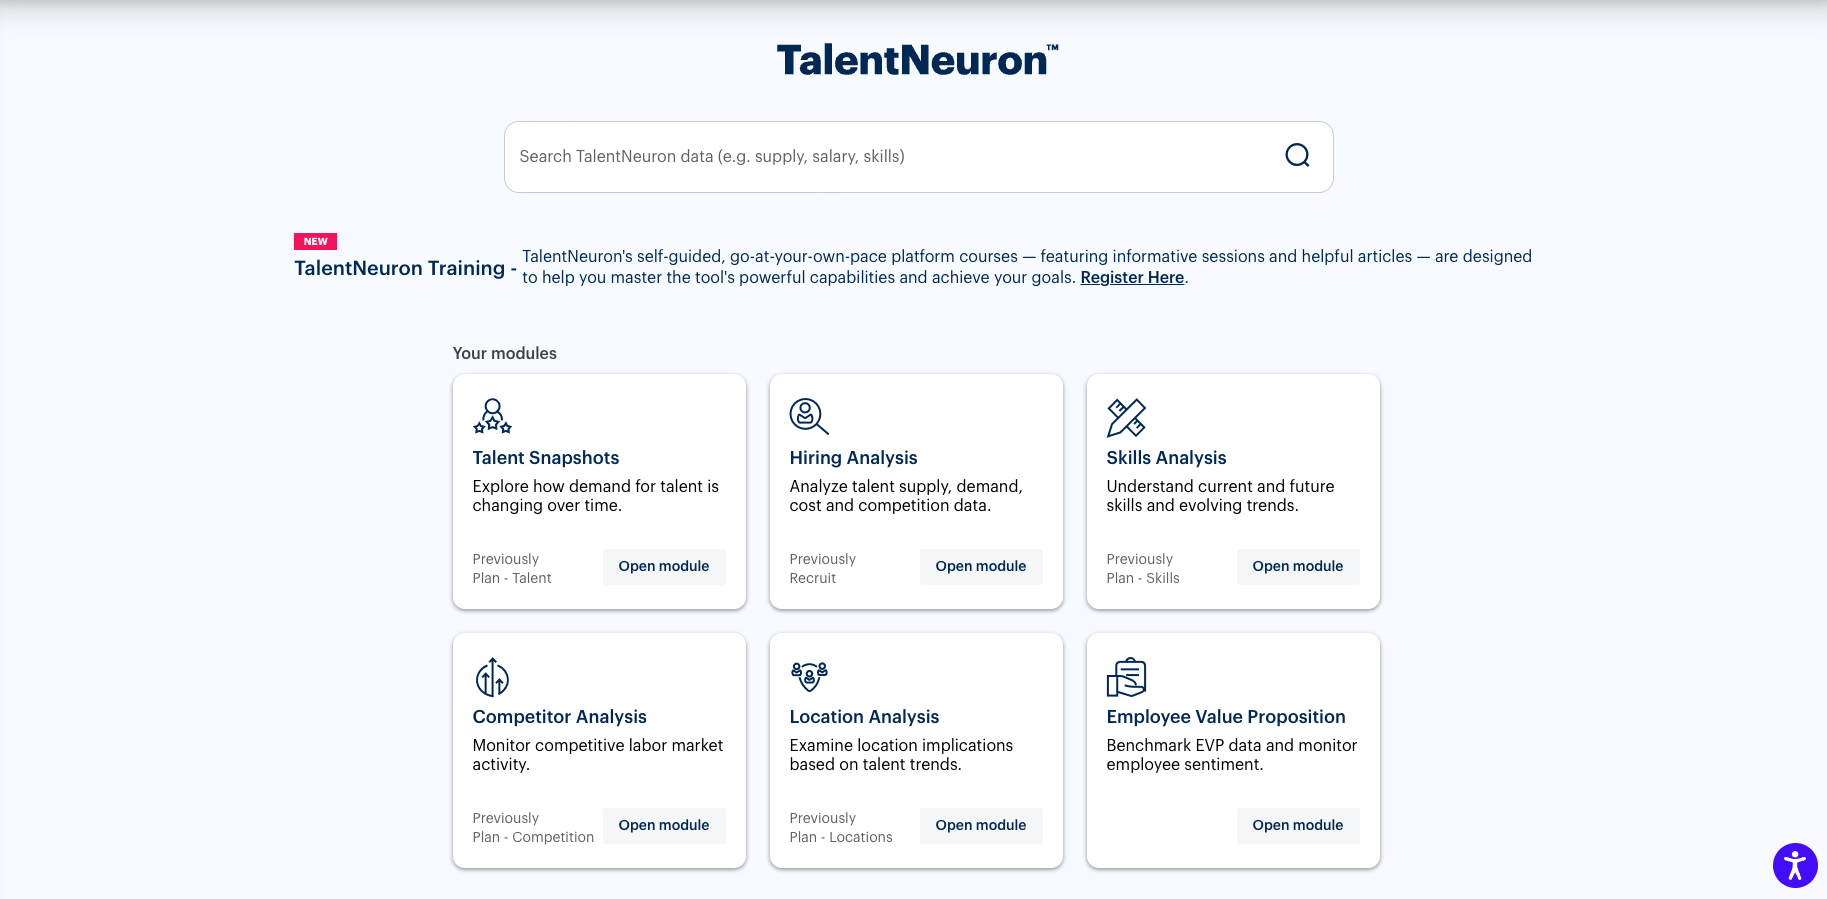 TalentNeuron™
Search TalentNeuron data (e.g. supply, salary, skills)
NEW
TalentNeuron Training -
TalentNeuron's self-guided, go-at-your-own-pace platform courses — featuring informative sessions and helpful articles — are designed
to help you master the tool's powerful capabilities and achieve your goals. Register Here.
Your modules
Talent Snapshots
Explore how demand for talent is
changing over time.
Previously
Plan - Talent
Open module
Hiring Analysis
Analyze talent supply, demand,
cost and competition data.
Previously
Recruit
Open module
Skills Analysis
Understand current and future
skills and evolving trends.
Previously
Plan - Skills
Open module
Competitor Analysis
Monitor competitive labor market
activity.
Previously
Plan - Competition
Open module
Location Analysis
Examine location implications
based on talent trends.
Previously
Plan - Locations
Open module
Employee Value Proposition
Benchmark EVP data and monitor
employee sentiment.
Open module